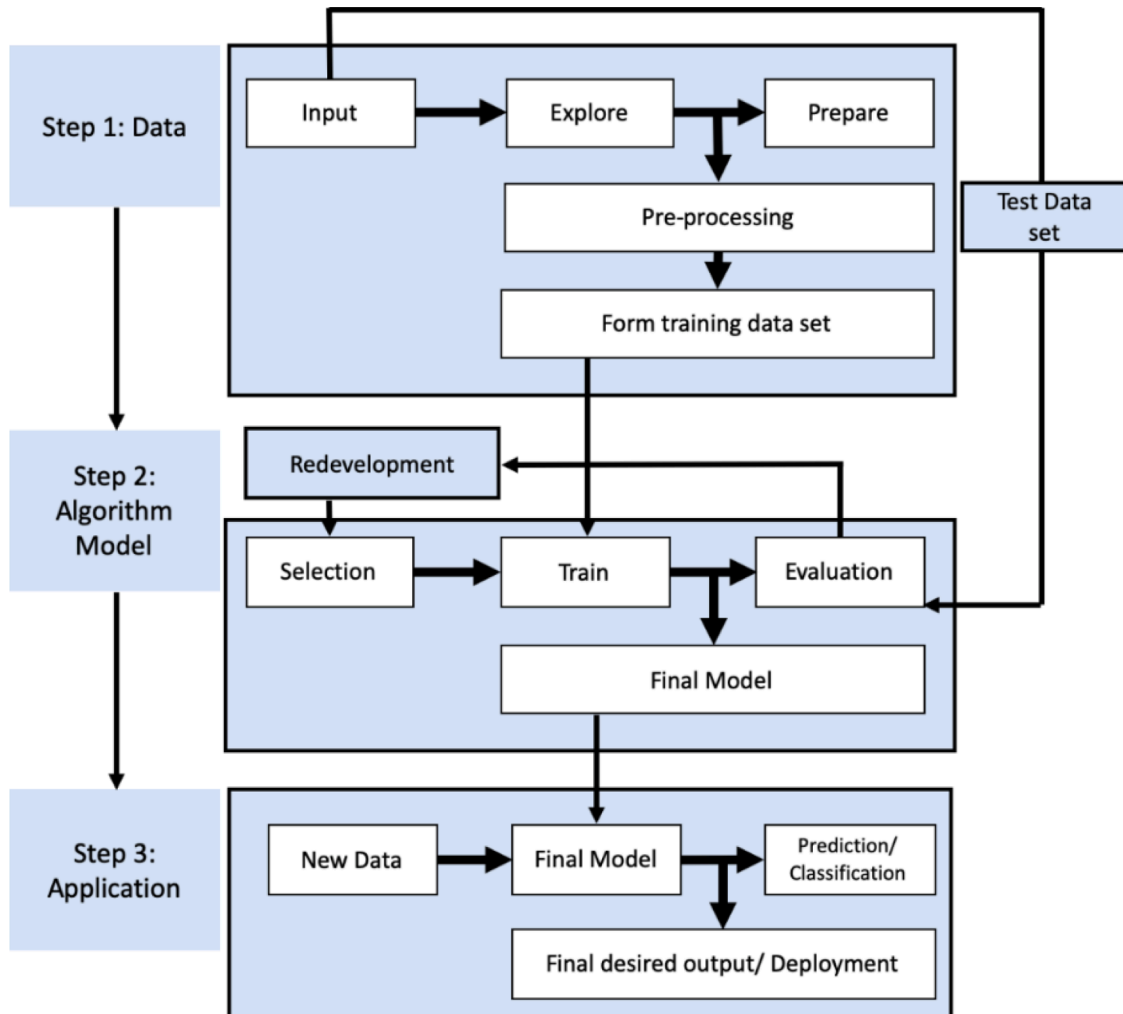 Step 1: Data
Input
Explore
Prepare
Pre-processing
Form training data set
Test Data
set
Step 2:
Algorithm
Model
Redevelopment
Selection
Train
Evaluation
Final Model
Step 3:
Application
New Data
Final Model
Prediction/
Classification
Final desired output/ Deployment